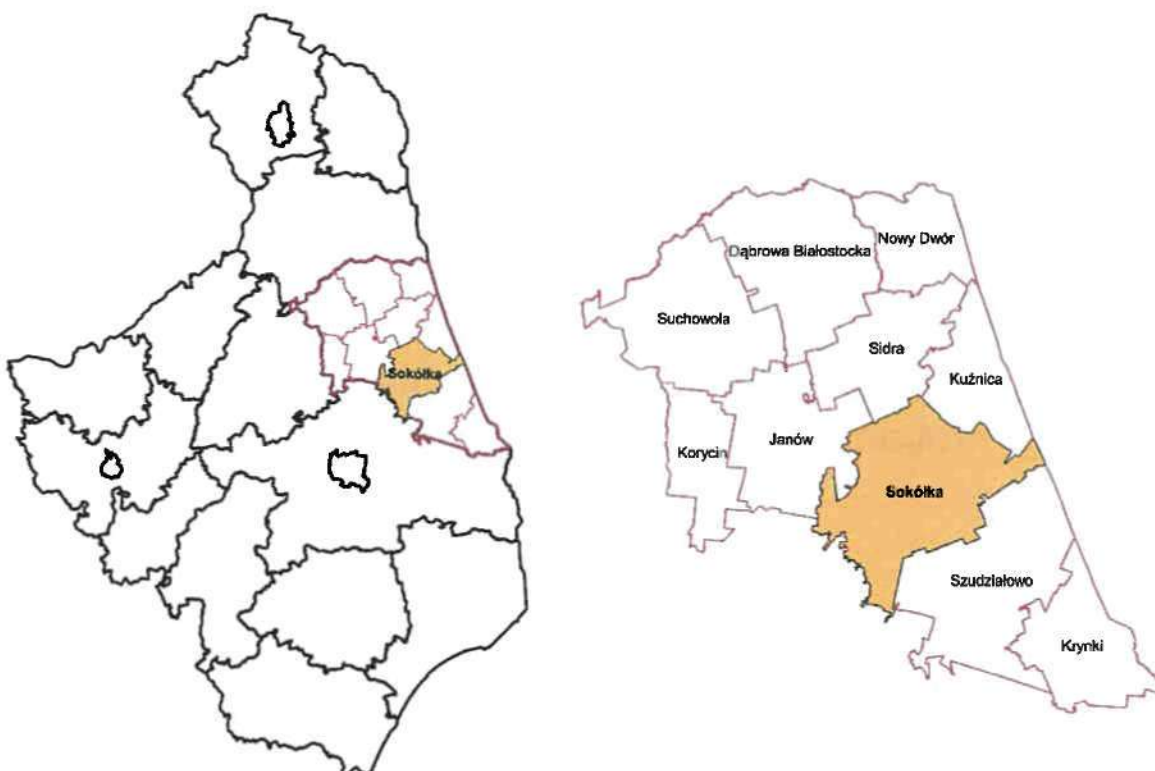 Sokółka
Nowy Dwór
Dąbrowa Białostocka
Suchowola
Sidra
Kuźnica
Janów
Korycin
Sokółka
Szudziałowo
Krynki